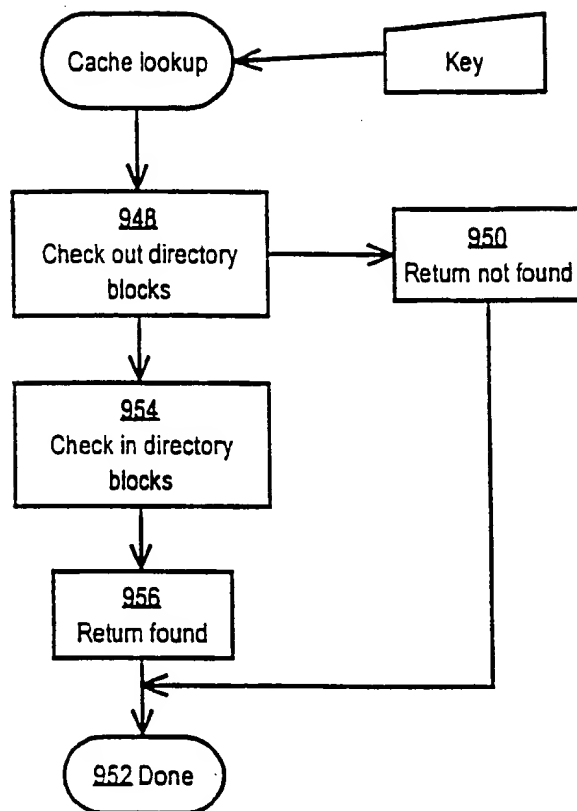 Cache lookup
Key
948
Check out directory
blocks
950
Return not found
954
Check in directory
blocks
956
Return found
952 Done